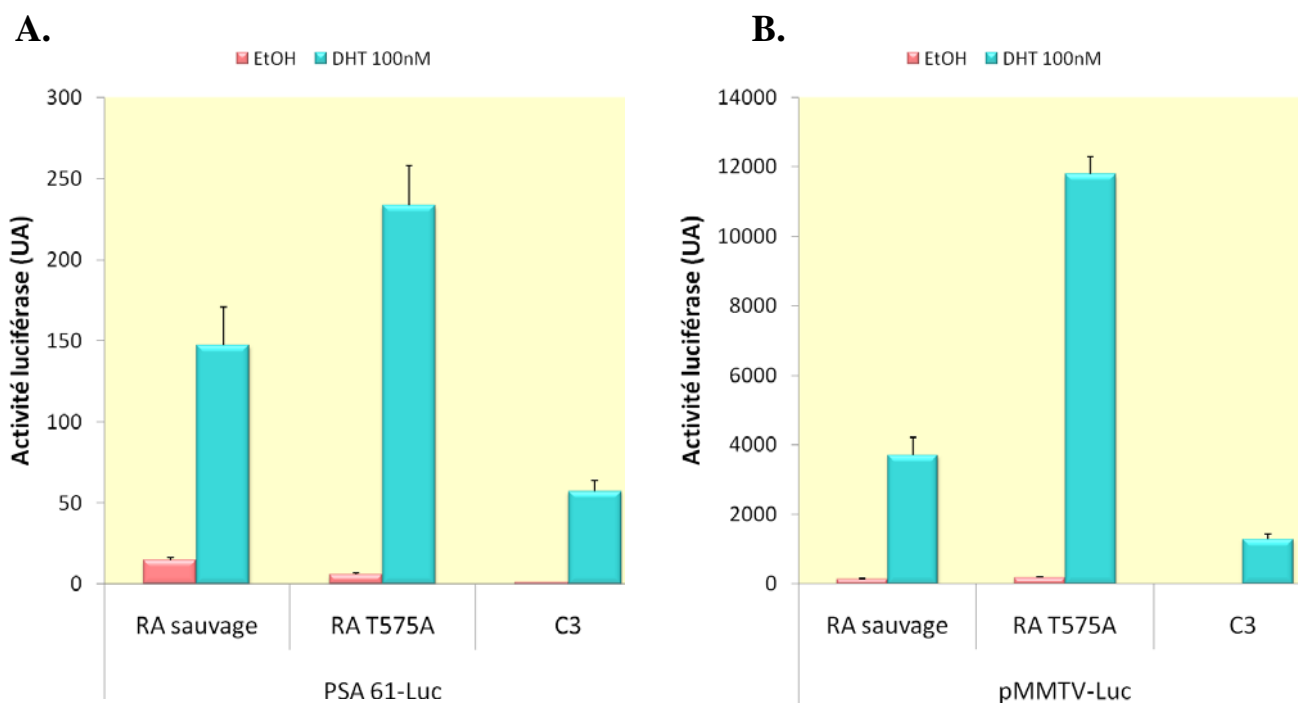 A.
EtOH DHT 100nM
Activité luciférase (UA)
300
250
200
150
100
50
0
RA sauvage RA T575A C3
PSA 61-Luc
B.
EtOH DHT 100nM
Activité luciférase (UA)
14000
12000
10000
8000
6000
4000
2000
0
RA sauvage RA T575A C3
pMMTV-Luc